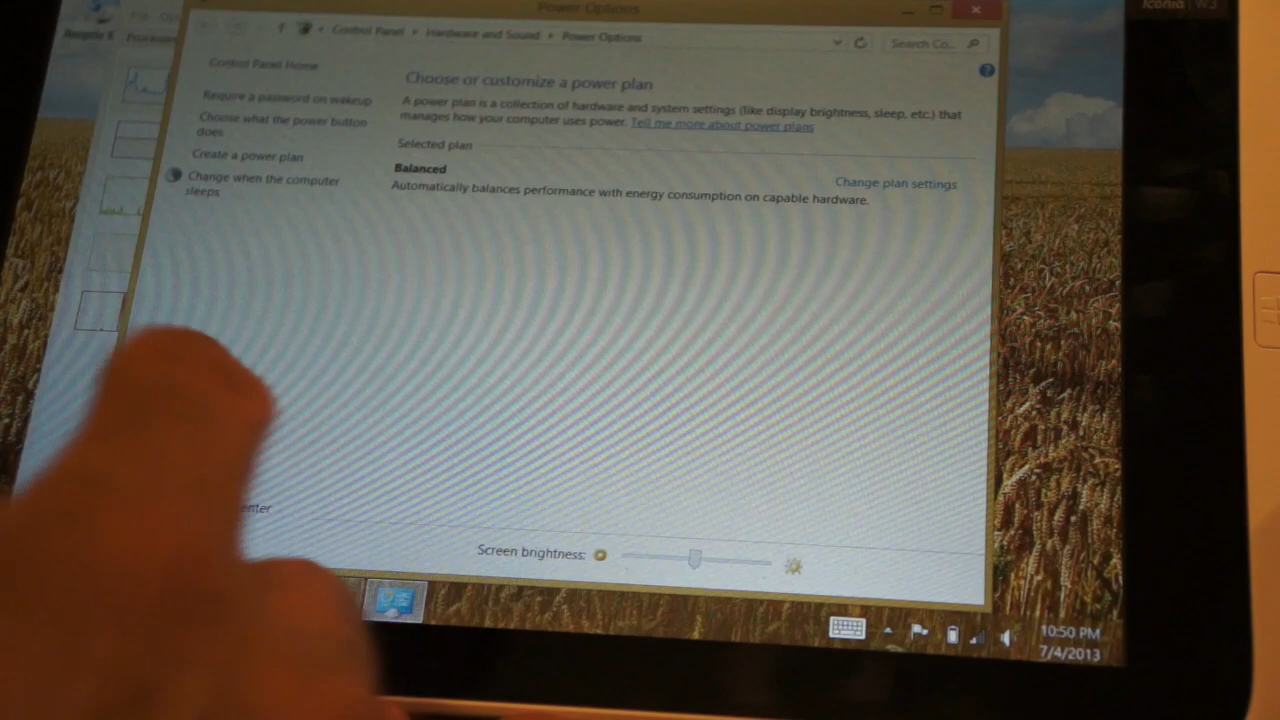 Power Options
Iconia | W3
Control Panel ▸ Hardware and Sound ▸ Power Options
Search Co...
Control Panel Home
Choose or customize a power plan
Require a password on wakeup
A power plan is a collection of hardware and system settings (like display brightness, sleep, etc.) that
manages how your computer uses power. Tell me more about power plans
Choose what the power button
does
Selected plan
Create a power plan
Balanced
Change plan settings
Change when the computer
sleeps
Automatically balances performance with energy consumption on capable hardware.
Screen brightness:
10:50 PM
7/4/2013